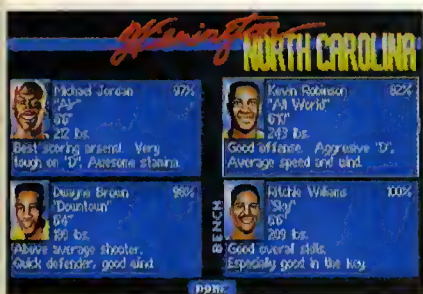 Wilmington
NORTH CAROLINA
Michael Jordan 97%
"Air"
6'6"
212 lbs.
Best scoring arsenal. Very
tough on "D". Awesome stamina.
Kevin Robinson 82%
"All World"
6'10"
243 lbs.
Good offense. Aggressive "D".
Average speed and wind.
Dwayne Brown 98%
"Downtown"
6'4"
190 lbs.
Above average shooter.
Quick defender, good wind.
BENCH
Ritchie Williams 100%
"Sky"
6'6"
209 lbs.
Good overall skills.
Especially good in the key.